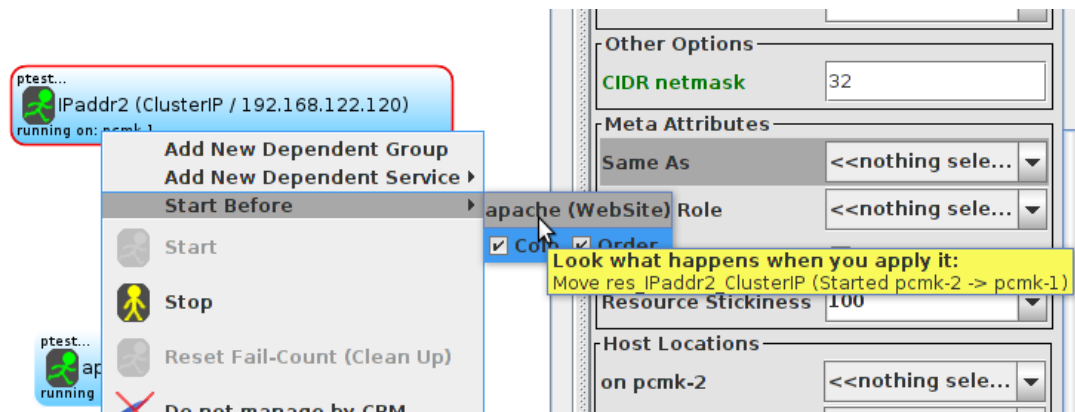 Other Options
CIDR netmask 32
Meta Attributes
Same As <<nothing sele...
Role <<nothing sele...
Resource Stickiness 100
Host Locations
on pcmk-2 <<nothing sele...
ptest...
IPaddr2 (ClusterIP / 192.168.122.120)
running on: pcmk-1
Add New Dependent Group
Add New Dependent Service
Start Before
Start
Stop
Reset Fail-Count (Clean Up)
Do not manage by CRM
apache (WebSite)
Colo Order
Look what happens when you apply it:
Move res_IPaddr2_ClusterIP (Started pcmk-2 -> pcmk-1)
ptest...
running